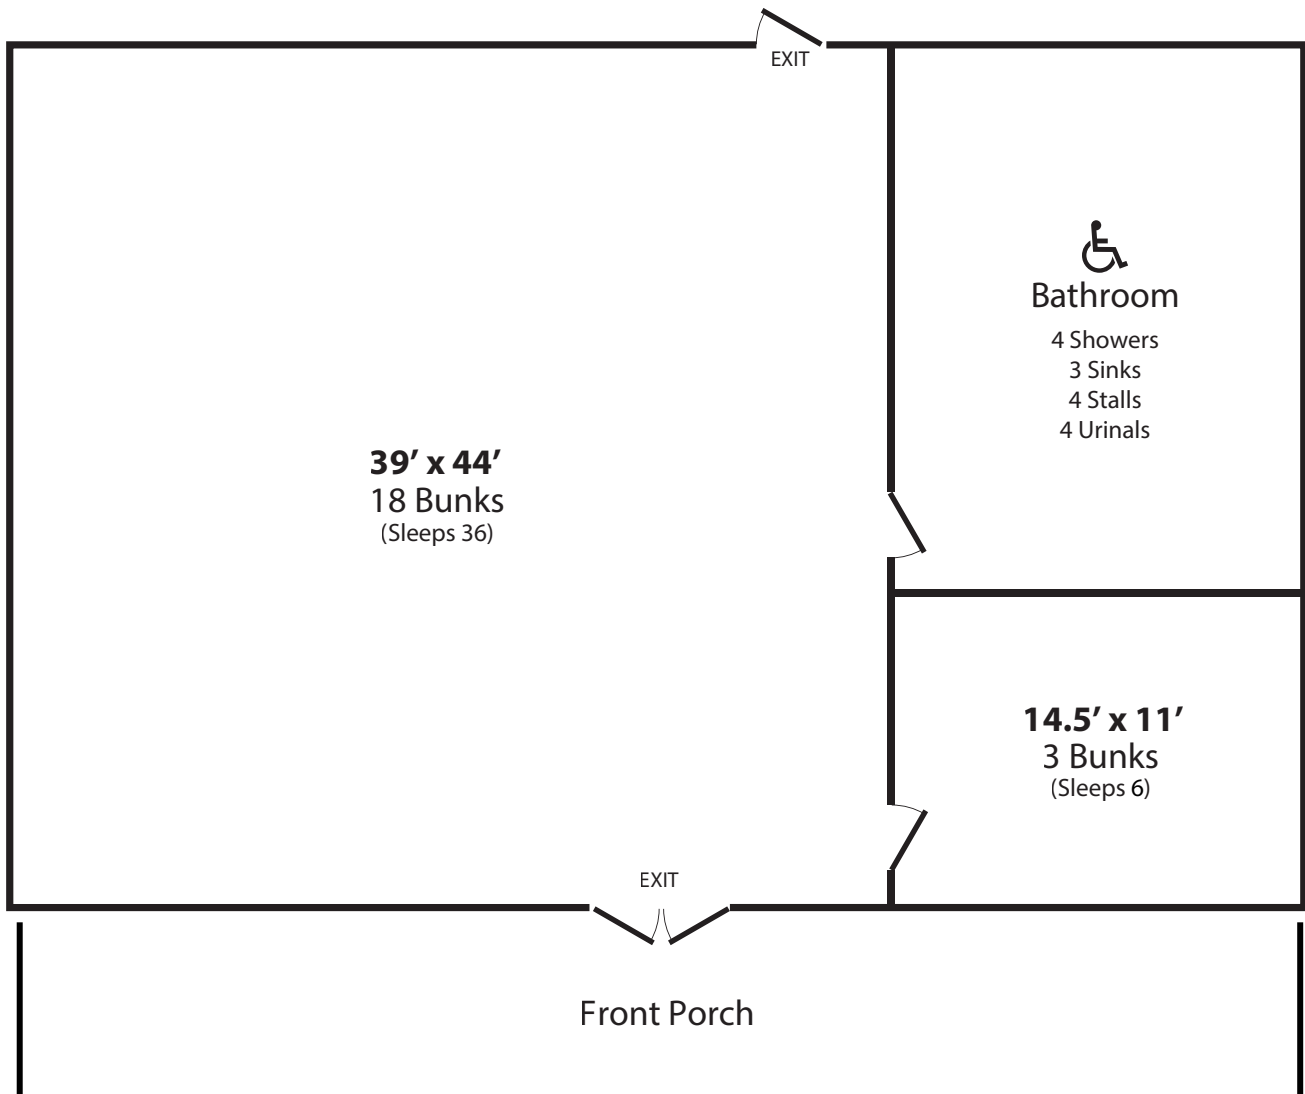 EXIT
Bathroom
4 Showers
3 Sinks
4 Stalls
4 Urinals
39’ x 44’
18 Bunks
(Sleeps 36)
14.5’ x 11’
3 Bunks
(Sleeps 6)
EXIT
Front Porch